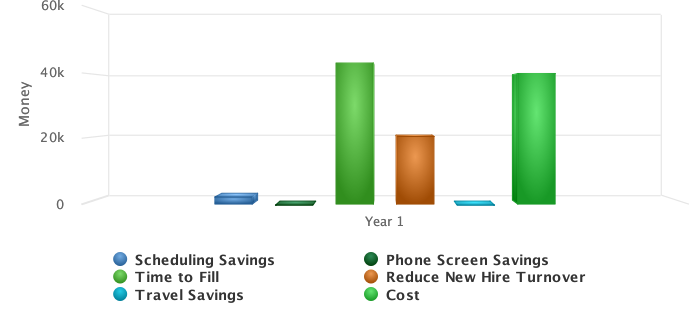 60k
40k
20k
0
Money
Year 1
Scheduling Savings
Phone Screen Savings
Time to Fill
Reduce New Hire Turnover
Travel Savings
Cost